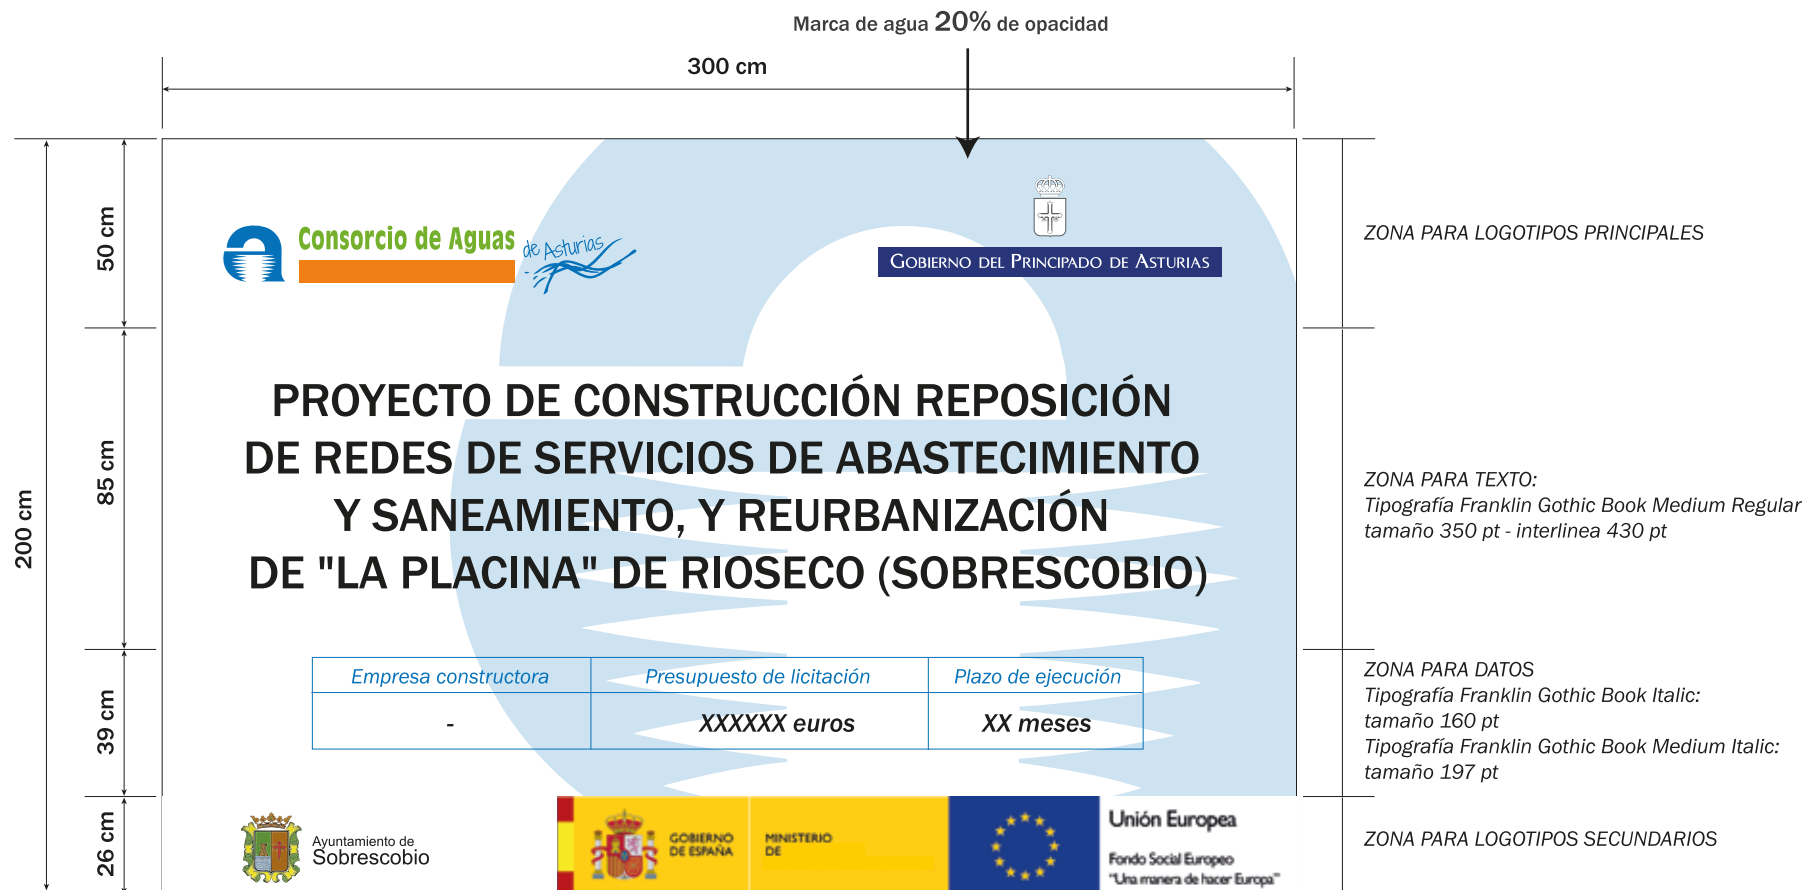 Marca de agua 20% de opacidad
300 cm
200 cm
50 cm
85 cm
39 cm
26 cm
Consorcio de Aguas
de Asturias
GOBIERNO DEL PRINCIPADO DE ASTURIAS
ZONA PARA LOGOTIPOS PRINCIPALES
PROYECTO DE CONSTRUCCIÓN REPOSICIÓN
DE REDES DE SERVICIOS DE ABASTECIMIENTO
Y SANEAMIENTO, Y REURBANIZACIÓN
DE "LA PLACINA" DE RIOSECO (SOBRESCOBIO)
ZONA PARA TEXTO:
Tipografía Franklin Gothic Book Medium Regular
tamaño 350 pt - interlinea 430 pt
Empresa constructora Presupuesto de licitación Plazo de ejecución
- XXXXXX euros XX meses
ZONA PARA DATOS
Tipografía Franklin Gothic Book Italic:
tamaño 160 pt
Tipografía Franklin Gothic Book Medium Italic:
tamaño 197 pt
Ayuntamiento de
Sobrescobio
GOBIERNO
DE ESPAÑA
MINISTERIO
DE
Unión Europea
Fondo Social Europeo
"Una manera de hacer Europa"
ZONA PARA LOGOTIPOS SECUNDARIOS